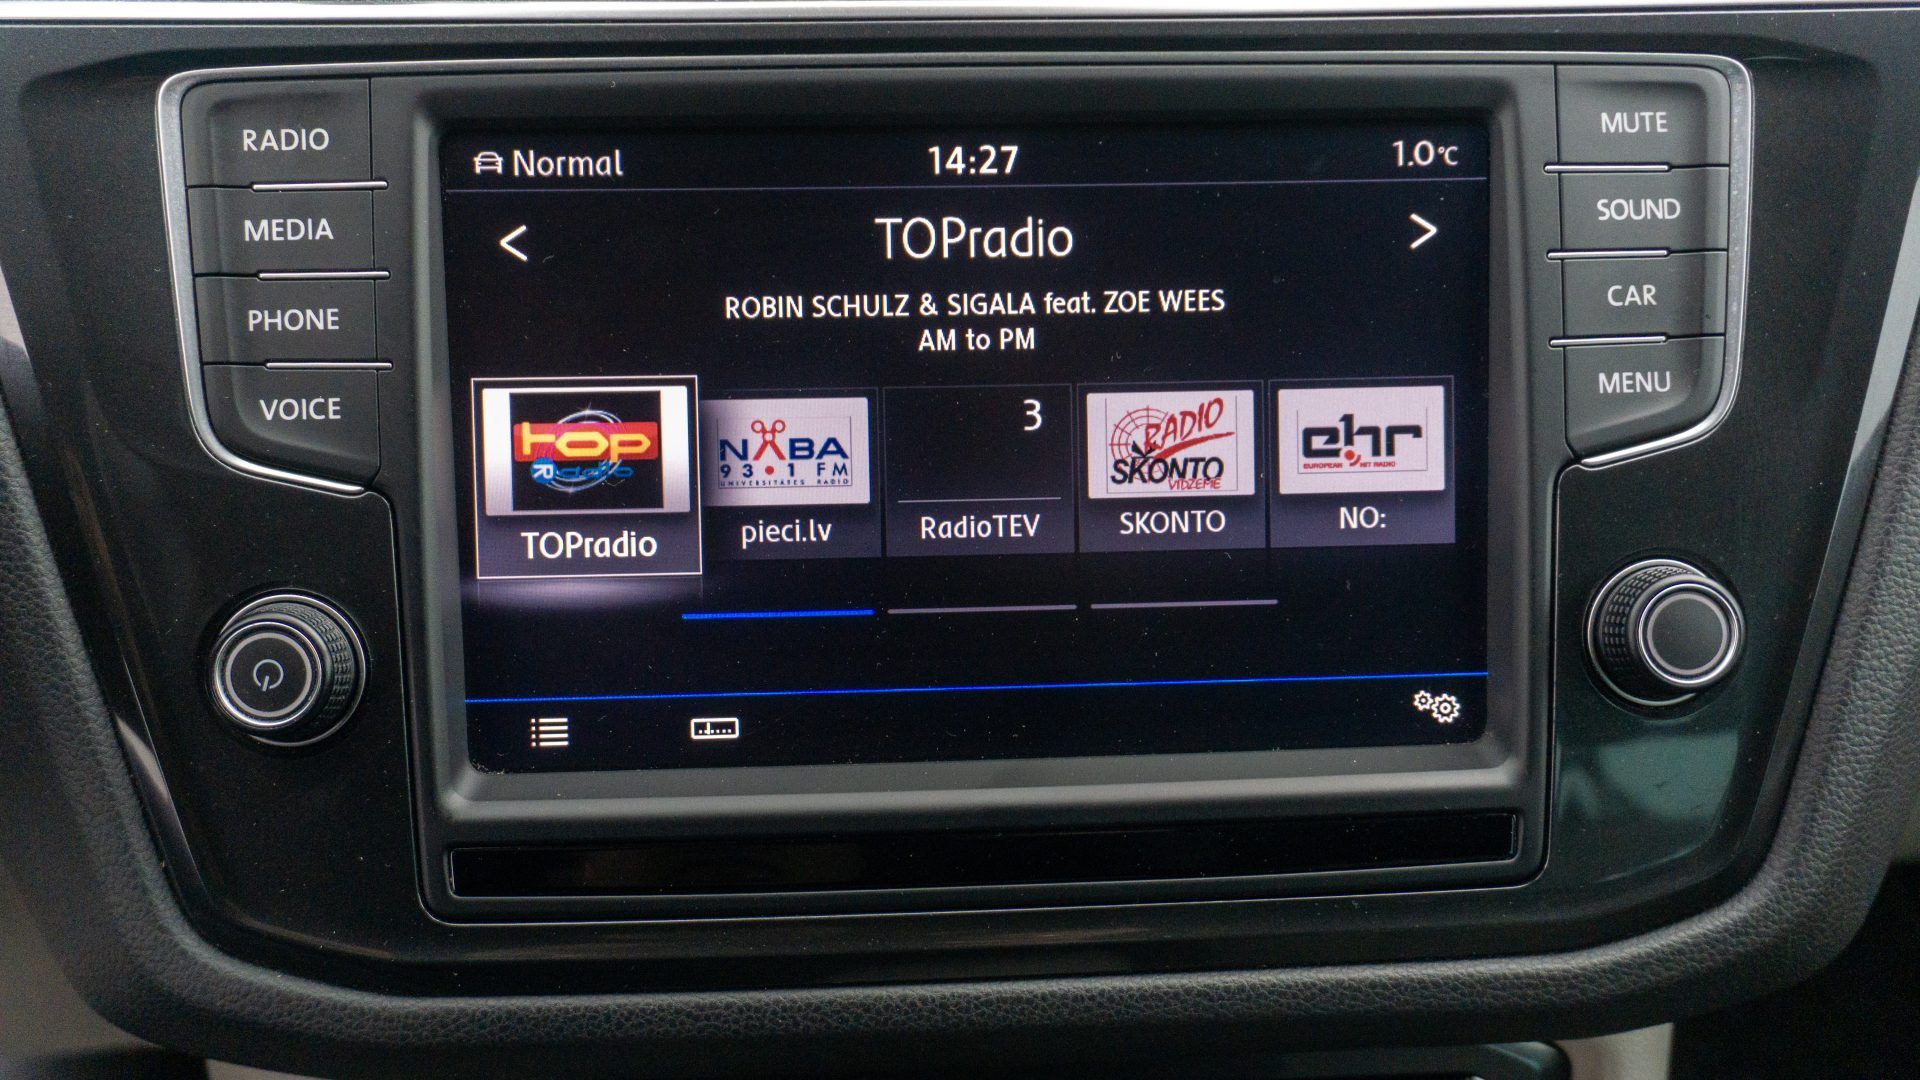 RADIO
MEDIA
PHONE
VOICE
Normal
14:27
1.0°C
<
TOPradio
>
ROBIN SCHULZ & SIGALA feat. ZOE WEES
AM to PM
top
Radio
TOPradio
NABA
93.1 FM
UNIVERSITĀTES RADIO
pieci.lv
3
RadioTEV
RADIO
SKONTO
VIDZEME
SKONTO
ehr
EUROPEAN HIT RADIO
NO:
MUTE
SOUND
CAR
MENU